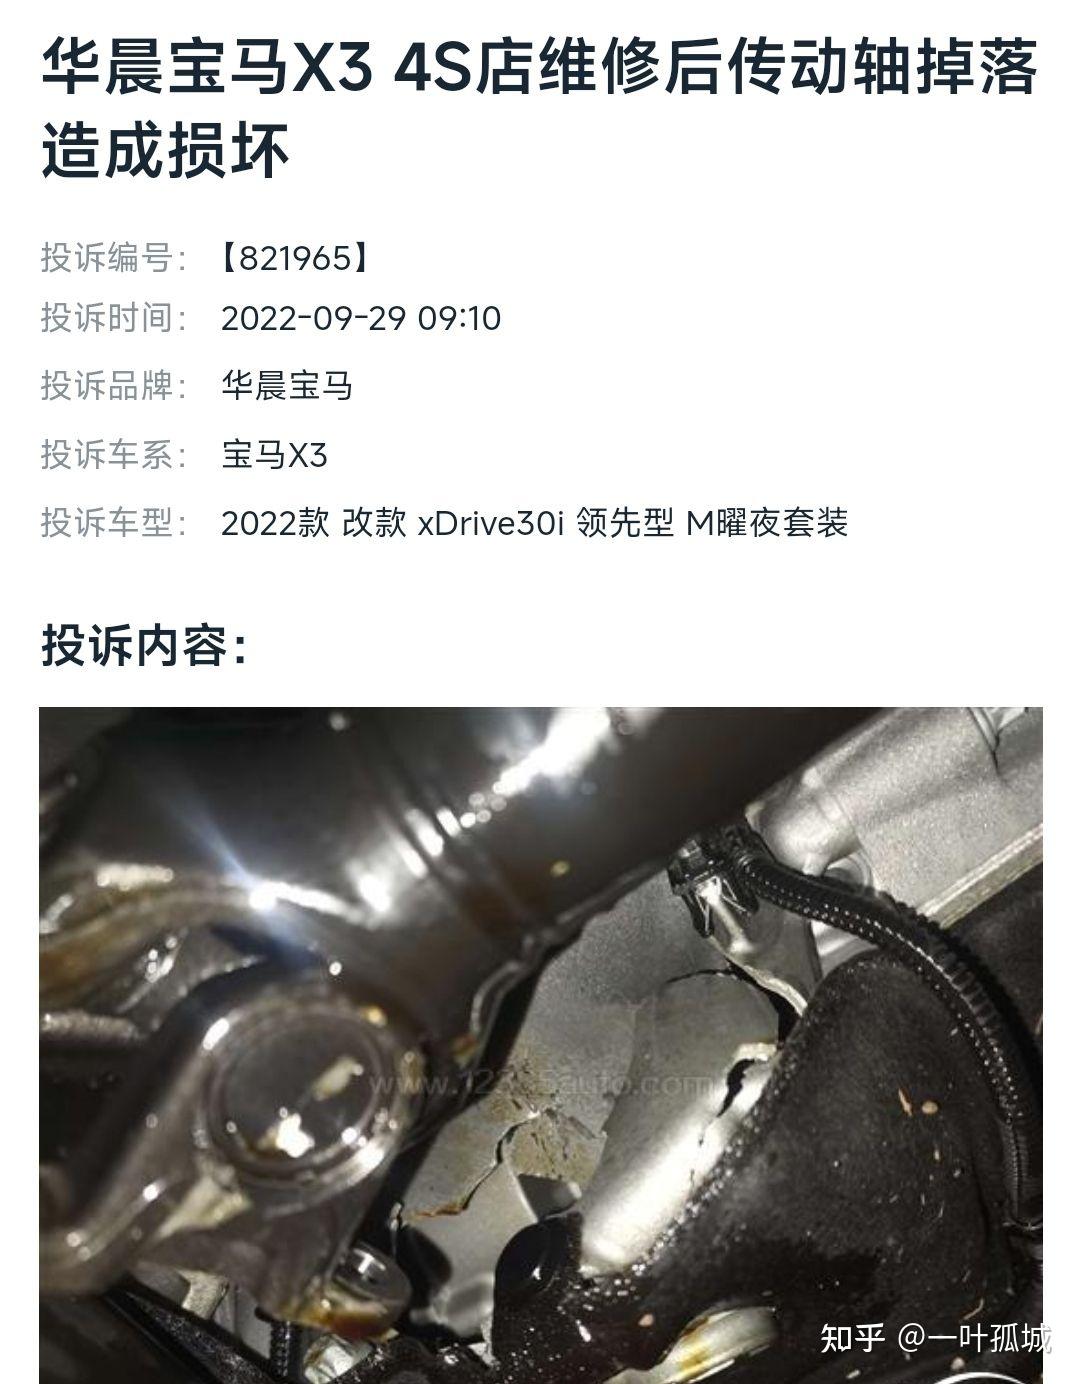 华晨宝马X3 4S店维修后传动轴掉落
造成损坏
投诉编号：【821965】
投诉时间： 2022-09-29 09:10
投诉品牌： 华晨宝马
投诉车系： 宝马X3
投诉车型： 2022款 改款 xDrive30i 领先型 M曜夜套装
投诉内容：
www.12365auto.com
知乎 @一叶孤城